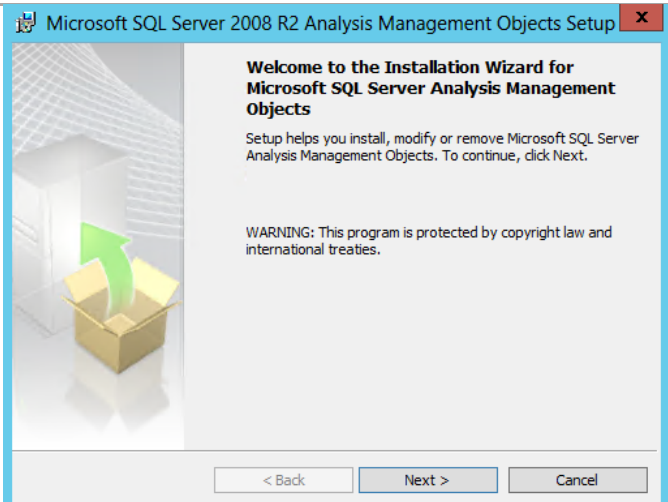 Microsoft SQL Server 2008 R2 Analysis Management Objects Setup
x
Welcome to the Installation Wizard for
Microsoft SQL Server Analysis Management
Objects
Setup helps you install, modify or remove Microsoft SQL Server
Analysis Management Objects. To continue, click Next.
WARNING: This program is protected by copyright law and
international treaties.
< Back
Next >
Cancel